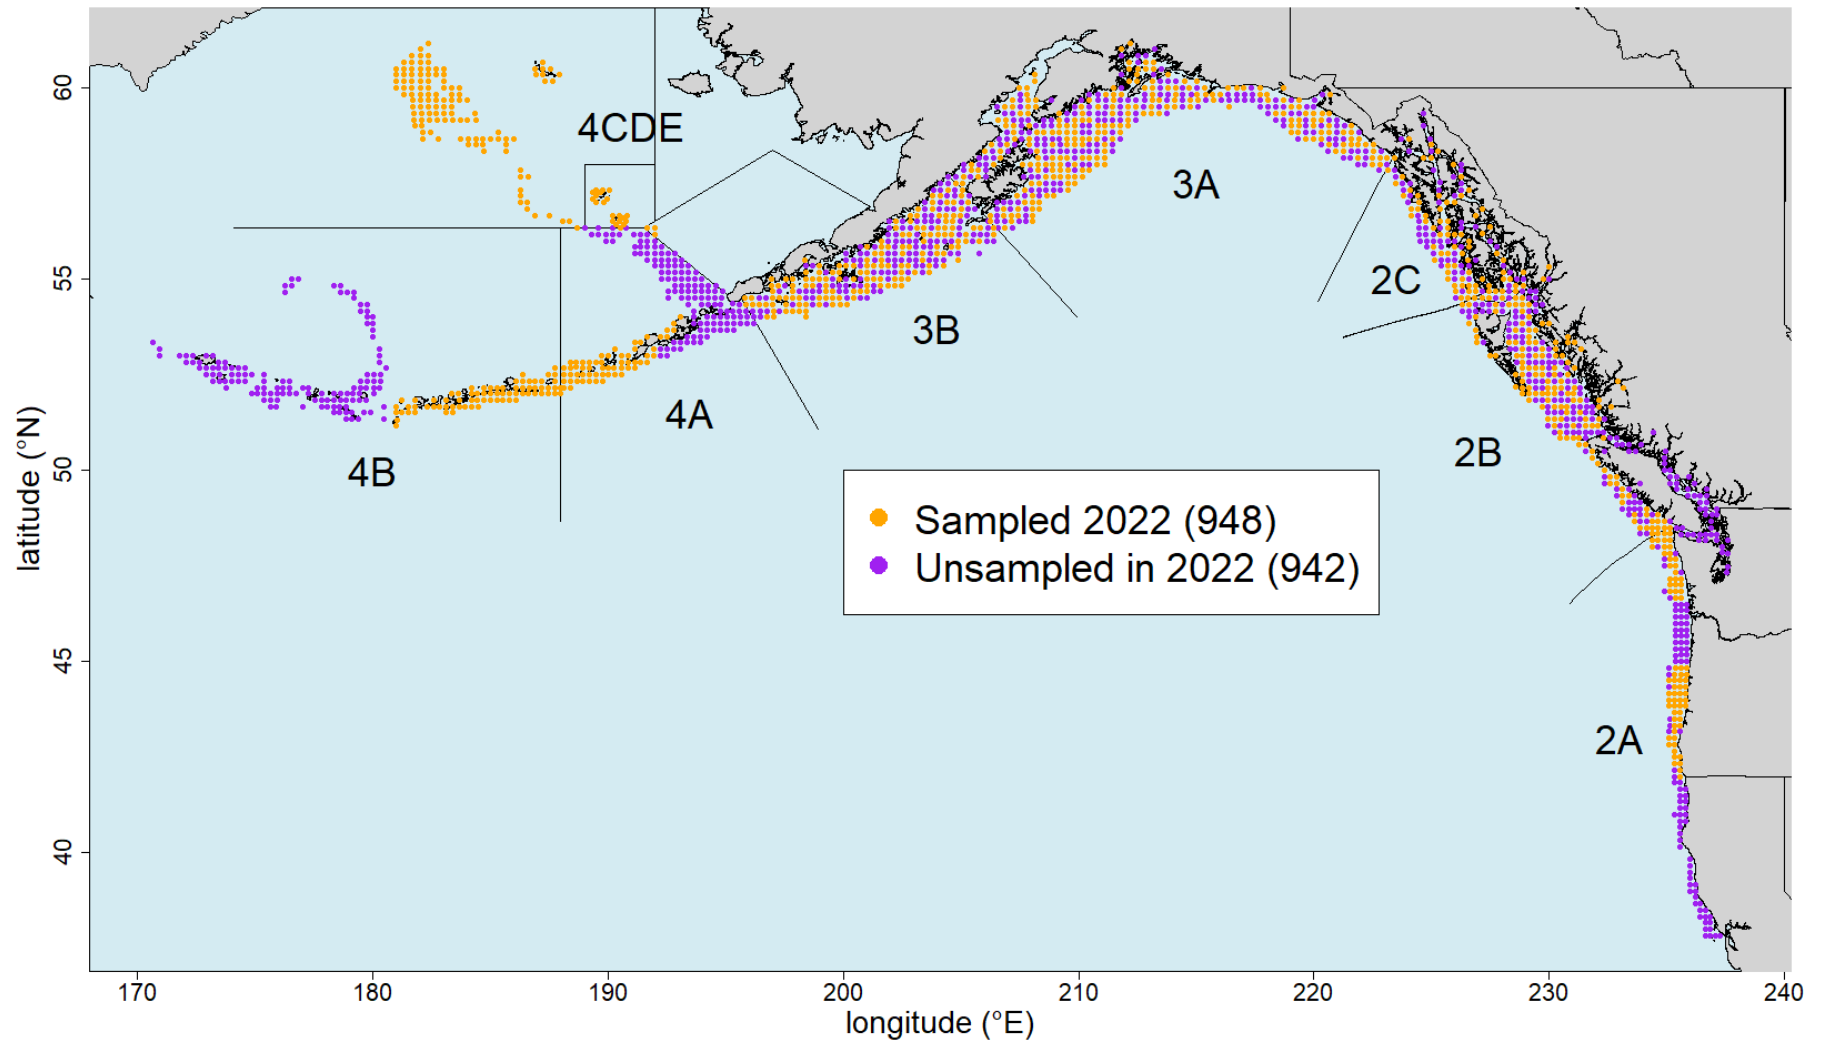 60
55
50
45
40
latitude (°N)
4CDE
3A
2C
3B
4A
2B
4B
Sampled 2022 (948)
Unsampled in 2022 (942)
2A
170
180
190
200
210
220
230
240
longitude (°E)